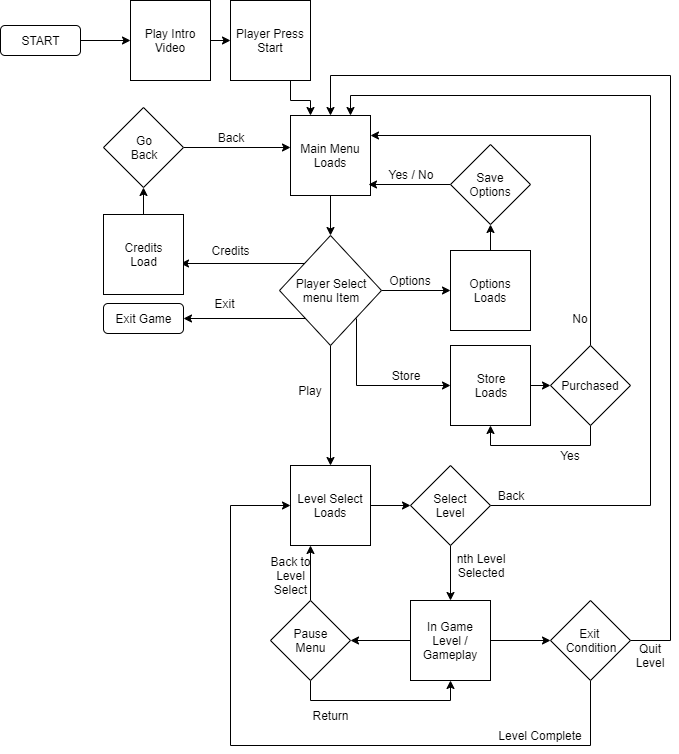 START
Play Intro
Video
Player Press
Start
Go
Back
Back
Main Menu
Loads
Yes / No
Save
Options
Credits
Load
Credits
Player Select
menu Item
Options
Options
Loads
Exit Game
Exit
No
Play
Store
Store
Loads
Purchased
Yes
Level Select
Loads
Select
Level
Back
Back to
Level
Select
nth Level
Selected
Pause
Menu
In Game
Level /
Gameplay
Exit
Condition
Quit
Level
Return
Level Complete